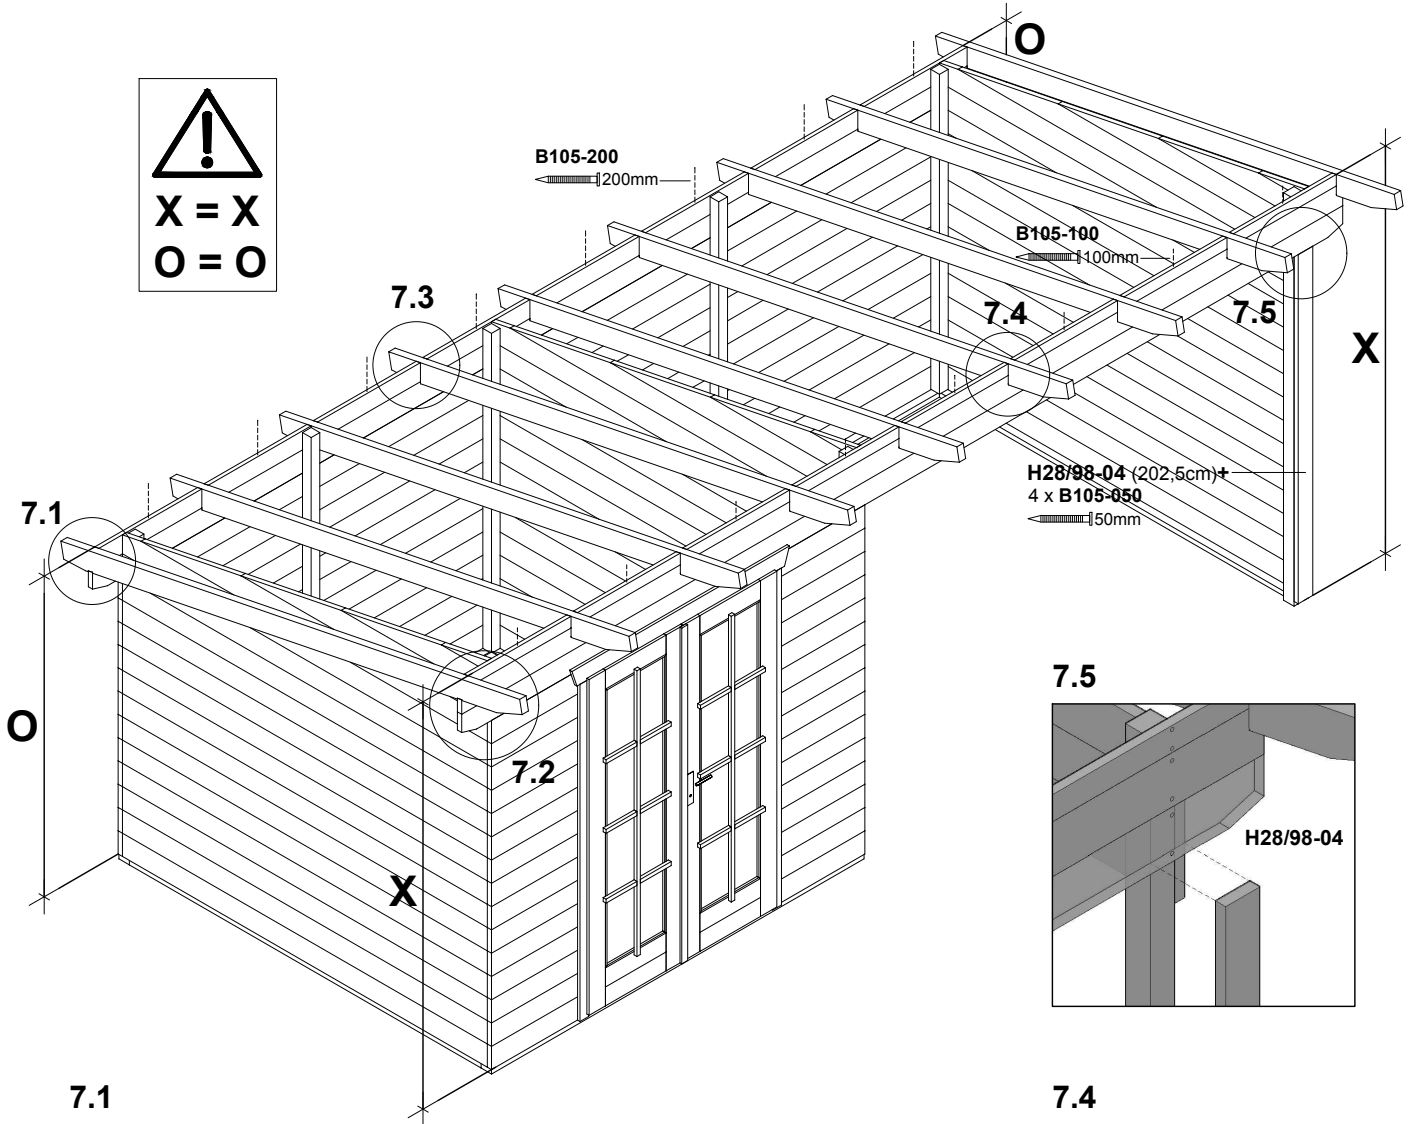 O
X = X
O = O
B105-200
200mm
B105-100
100mm
7.3
7.4
7.5
X
H28/98-04 (202,5cm)+
4 x B105-050
50mm
7.1
O
7.2
X
7.5
H28/98-04
7.1
7.4